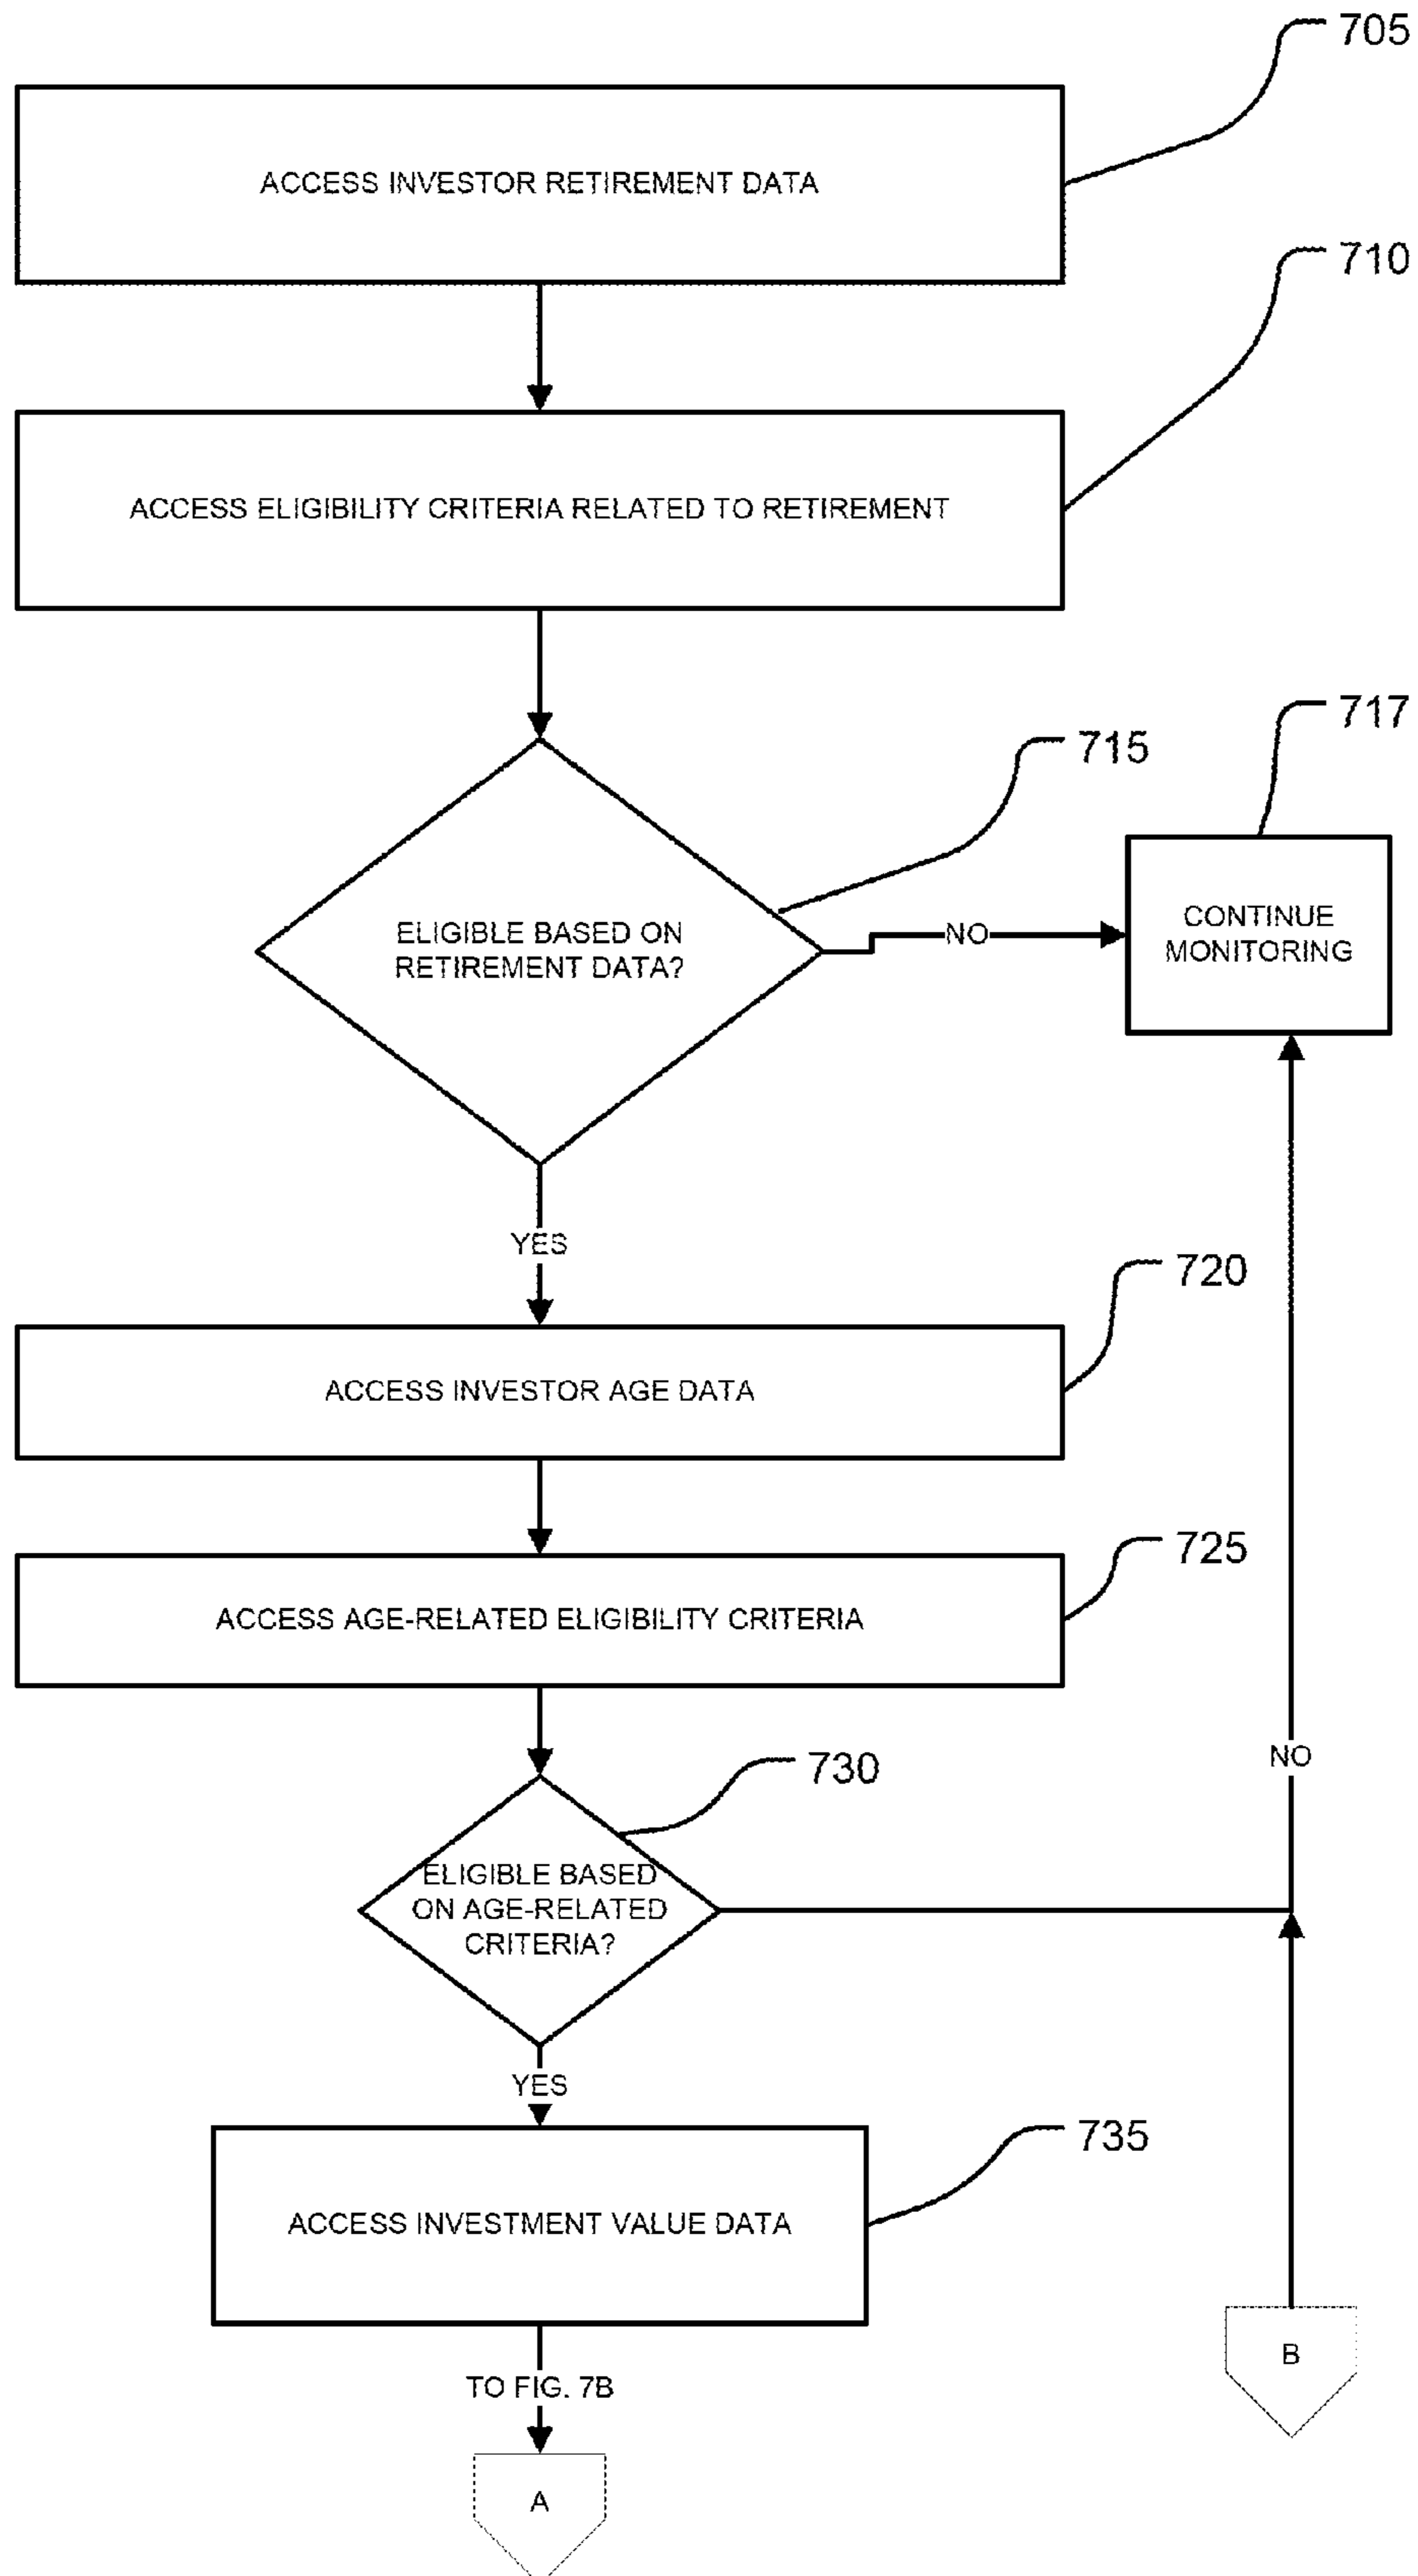 705
ACCESS INVESTOR RETIREMENT DATA
710
ACCESS ELIGIBILITY CRITERIA RELATED TO RETIREMENT
717
715
ELIGIBLE BASED ON
RETIREMENT DATA?
NO
CONTINUE
MONITORING
YES
720
ACCESS INVESTOR AGE DATA
725
ACCESS AGE-RELATED ELIGIBILITY CRITERIA
730
NO
ELIGIBLE BASED
ON AGE-RELATED
CRITERIA?
YES
735
ACCESS INVESTMENT VALUE DATA
B
TO FIG. 7B
A